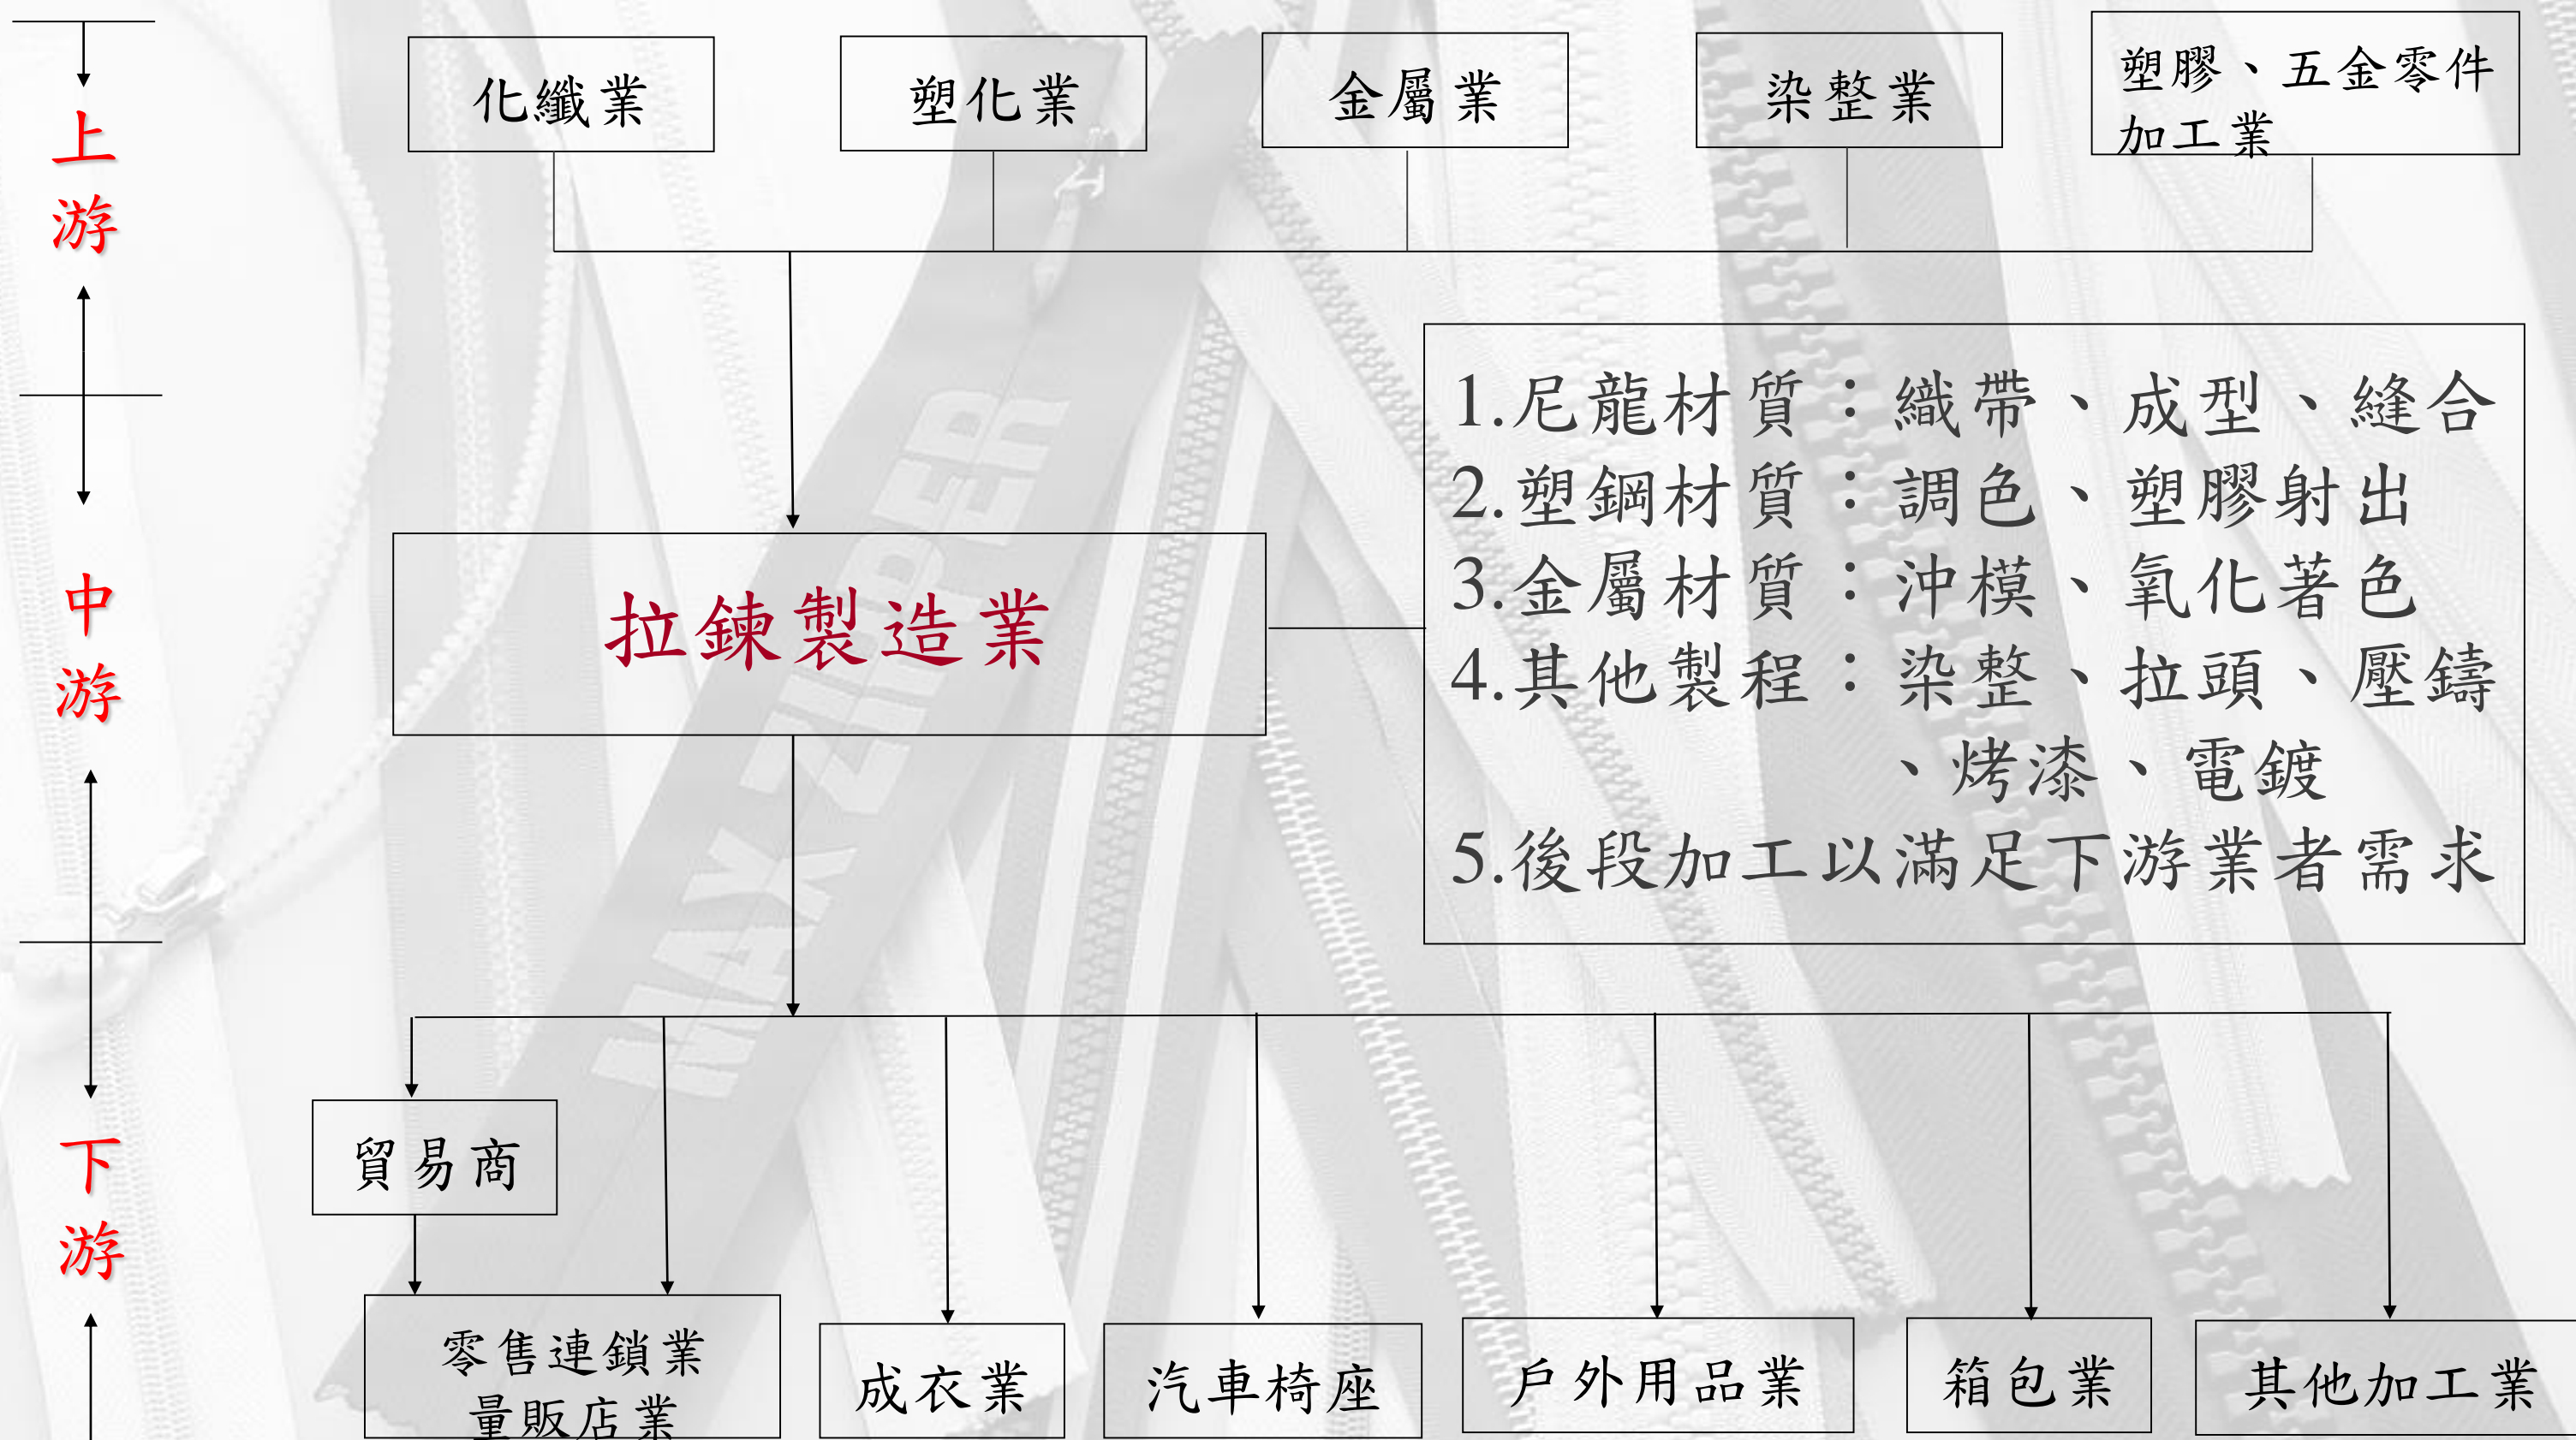 上游
化纖業
塑化業
金屬業
染整業
塑膠、五金零件
加工業
中游
拉鍊製造業
1.尼龍材質：織帶、成型、縫合
2.塑鋼材質：調色、塑膠射出
3.金屬材質：沖模、氧化著色
4.其他製程：染整、拉頭、壓鑄
、烤漆、電鍍
5.後段加工以滿足下游業者需求
MAX ZIPPER
下游
貿易商
零售連鎖業
量販店業
成衣業
汽車椅座
戶外用品業
箱包業
其他加工業